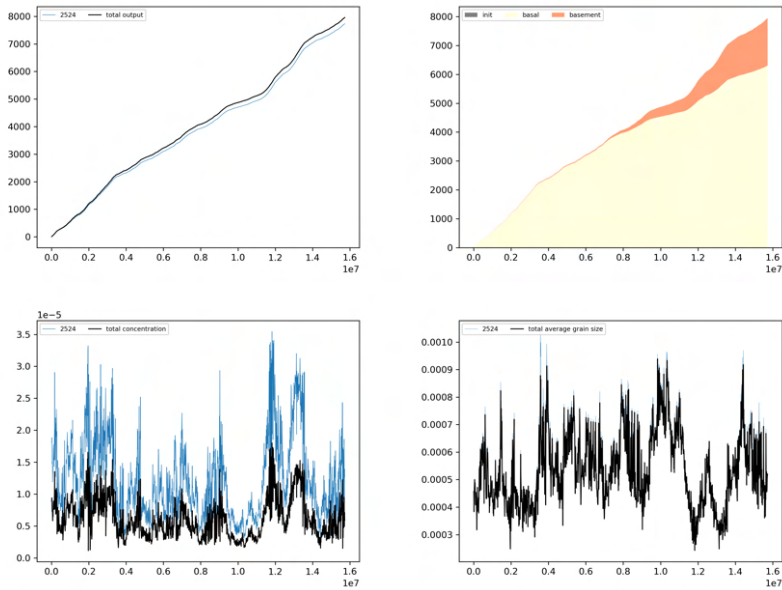 2524 total output
8000
7000
6000
5000
4000
3000
2000
1000
0
0.0 0.2 0.4 0.6 0.8 1.0 1.2 1.4 1.6
1e7
init basal basement
8000
7000
6000
5000
4000
3000
2000
1000
0
0.0 0.2 0.4 0.6 0.8 1.0 1.2 1.4 1.6
1e7
1e−5
2524 total concentration
3.5
3.0
2.5
2.0
1.5
1.0
0.5
0.0
0.0 0.2 0.4 0.6 0.8 1.0 1.2 1.4 1.6
1e7
2524 total average grain size
0.0010
0.0009
0.0008
0.0007
0.0006
0.0005
0.0004
0.0003
0.0 0.2 0.4 0.6 0.8 1.0 1.2 1.4 1.6
1e7